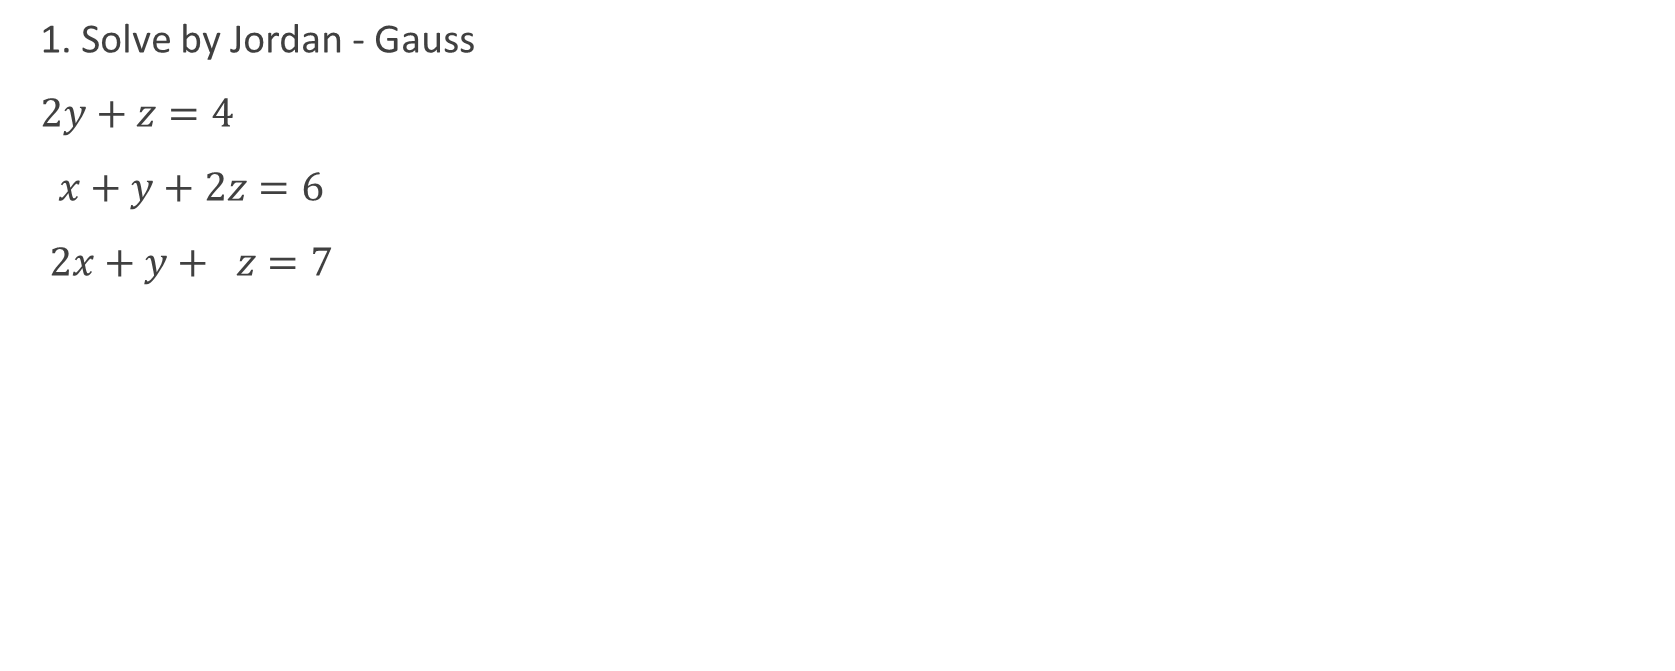 1. Solve by Jordan - Gauss
2y + z = 4
x + y + 2z = 6
2x + y + z = 7